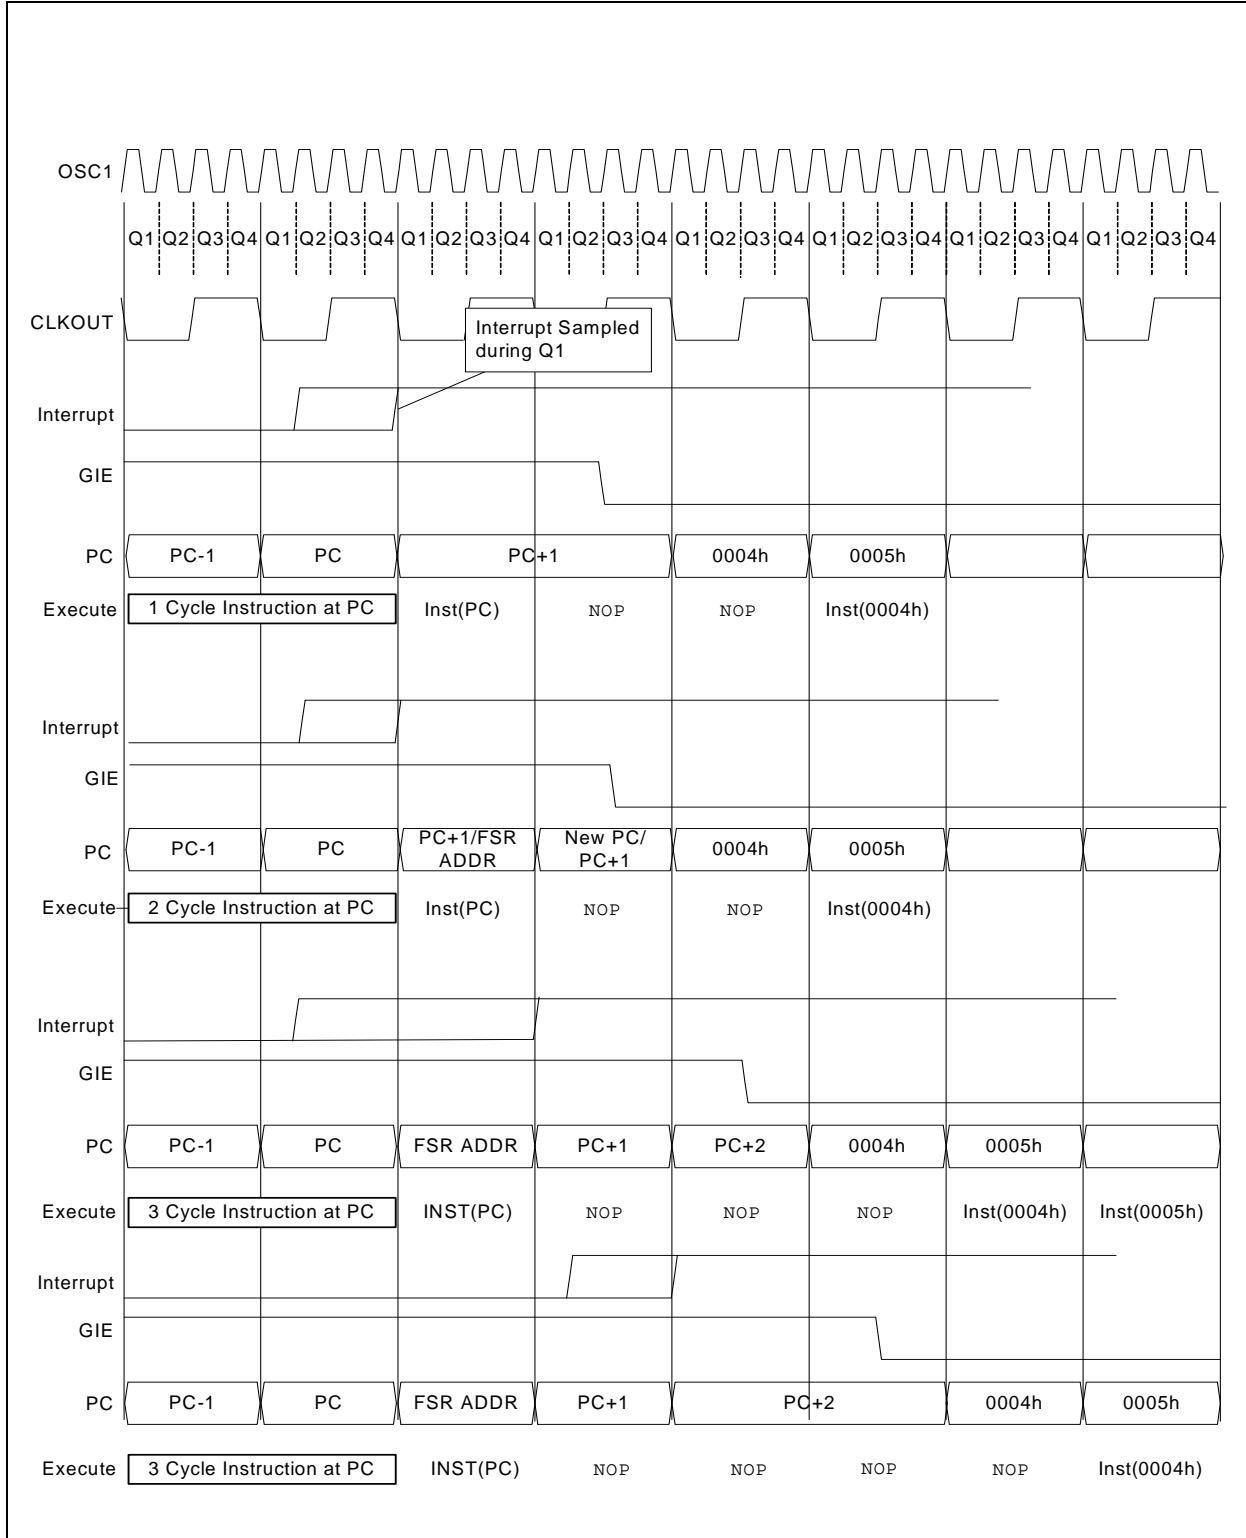 OSC1
Q1 Q2 Q3 Q4 Q1 Q2 Q3 Q4 Q1 Q2 Q3 Q4 Q1 Q2 Q3 Q4 Q1 Q2 Q3 Q4 Q1 Q2 Q3 Q4 Q1 Q2 Q3 Q4 Q1 Q2 Q3 Q4
CLKOUT
Interrupt Sampled
during Q1
Interrupt
GIE
PC PC-1 PC PC+1 0004h 0005h
Execute 1 Cycle Instruction at PC Inst(PC) NOP NOP Inst(0004h)
Interrupt
GIE
PC PC-1 PC PC+1/FSR ADDR New PC/ PC+1 0004h 0005h
Execute 2 Cycle Instruction at PC Inst(PC) NOP NOP Inst(0004h)
Interrupt
GIE
PC PC-1 PC FSR ADDR PC+1 PC+2 0004h 0005h
Execute 3 Cycle Instruction at PC INST(PC) NOP NOP NOP Inst(0004h) Inst(0005h)
Interrupt
GIE
PC PC-1 PC FSR ADDR PC+1 PC+2 0004h 0005h
Execute 3 Cycle Instruction at PC INST(PC) NOP NOP NOP NOP Inst(0004h)